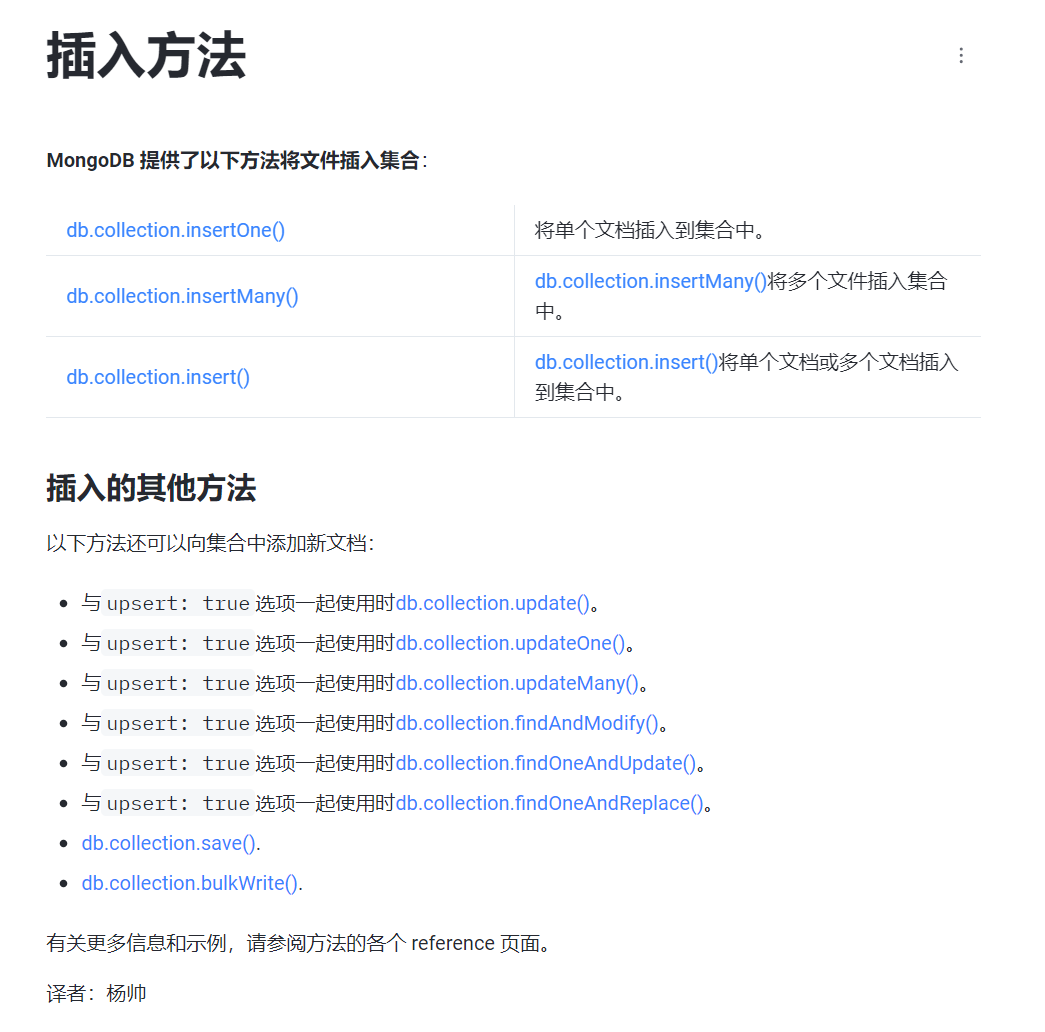 插入方法
MongoDB 提供了以下方法将文件插入集合：
db.collection.insertOne()
将单个文档插入到集合中。
db.collection.insertMany()
db.collection.insertMany()将多个文件插入集合
中。
db.collection.insert()
db.collection.insert()将单个文档或多个文档插入
到集合中。
插入的其他方法
以下方法还可以向集合中添加新文档：
与 upsert: true 选项一起使用时db.collection.update()。
与 upsert: true 选项一起使用时db.collection.updateOne()。
与 upsert: true 选项一起使用时db.collection.updateMany()。
与 upsert: true 选项一起使用时db.collection.findAndModify()。
与 upsert: true 选项一起使用时db.collection.findOneAndUpdate()。
与 upsert: true 选项一起使用时db.collection.findOneAndReplace()。
db.collection.save().
db.collection.bulkWrite().
有关更多信息和示例，请参阅方法的各个 reference 页面。
译者：杨帅